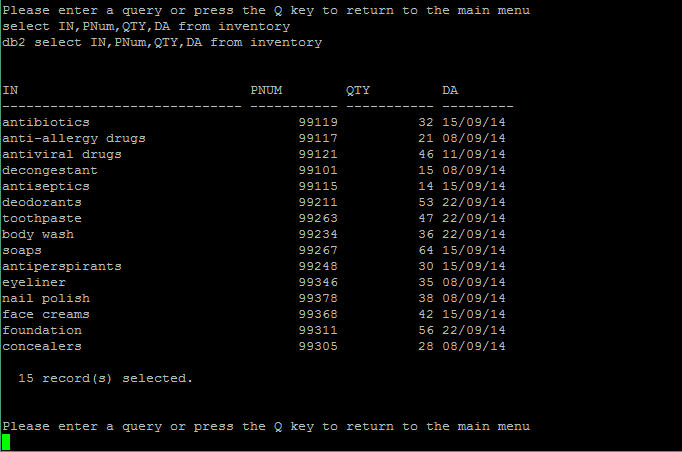 Please enter a query or press the Q key to return to the main menu
select IN,PNum,QTY,DA from inventory
db2 select IN,PNum,QTY,DA from inventory
IN PNUM QTY DA
------------------------------ ----------- ----------- ---------
antibiotics 99119 32 15/09/14
anti-allergy drugs 99117 21 08/09/14
antiviral drugs 99121 46 11/09/14
decongestant 99101 15 08/09/14
antiseptics 99115 14 15/09/14
deodorants 99211 53 22/09/14
toothpaste 99263 47 22/09/14
body wash 99234 36 22/09/14
soaps 99267 64 15/09/14
antiperspirants 99248 30 15/09/14
eyeliner 99346 35 08/09/14
nail polish 99378 38 08/09/14
face creams 99368 42 15/09/14
foundation 99311 56 22/09/14
concealers 99305 28 08/09/14
15 record(s) selected.
Please enter a query or press the Q key to return to the main menu